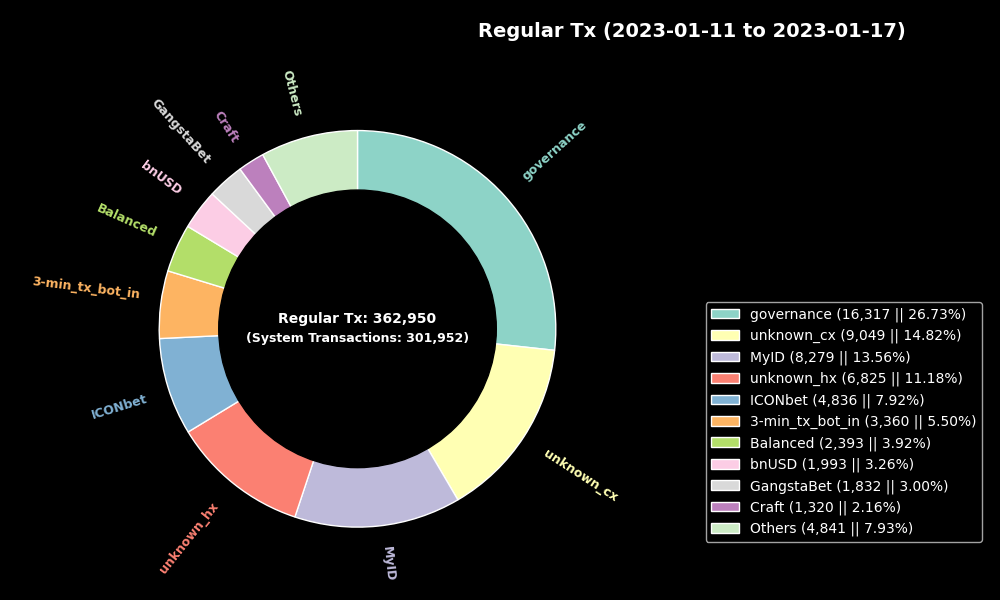 Regular Tx (2023-01-11 to 2023-01-17)
Others
GangstaBet
Craft
governance
bnUSD
Balanced
3-min_tx_bot_in
Regular Tx: 362,950
(System Transactions: 301,952)
ICONbet
unknown_cx
unknown_hx
MyID
governance (16,317 || 26.73%)
unknown_cx (9,049 || 14.82%)
MyID (8,279 || 13.56%)
unknown_hx (6,825 || 11.18%)
ICONbet (4,836 || 7.92%)
3-min_tx_bot_in (3,360 || 5.50%)
Balanced (2,393 || 3.92%)
bnUSD (1,993 || 3.26%)
GangstaBet (1,832 || 3.00%)
Craft (1,320 || 2.16%)
Others (4,841 || 7.93%)